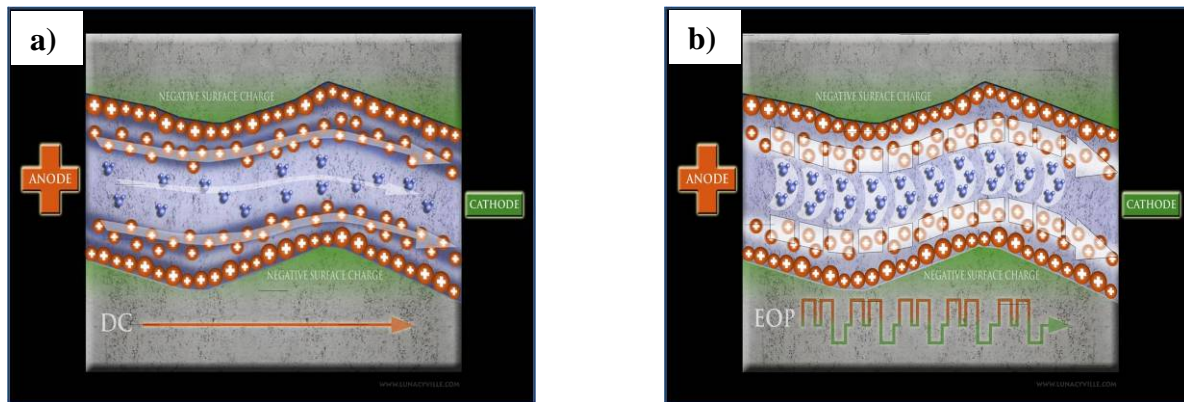 a)
NEGATIVE SURFACE CHARGE
ANODE
CATHODE
NEGATIVE SURFACE CHARGE
DC
WWW.LUNACYVILLE.COM
b)
NEGATIVE SURFACE CHARGE
ANODE
CATHODE
NEGATIVE SURFACE CHARGE
EOP
WWW.LUNACYVILLE.COM